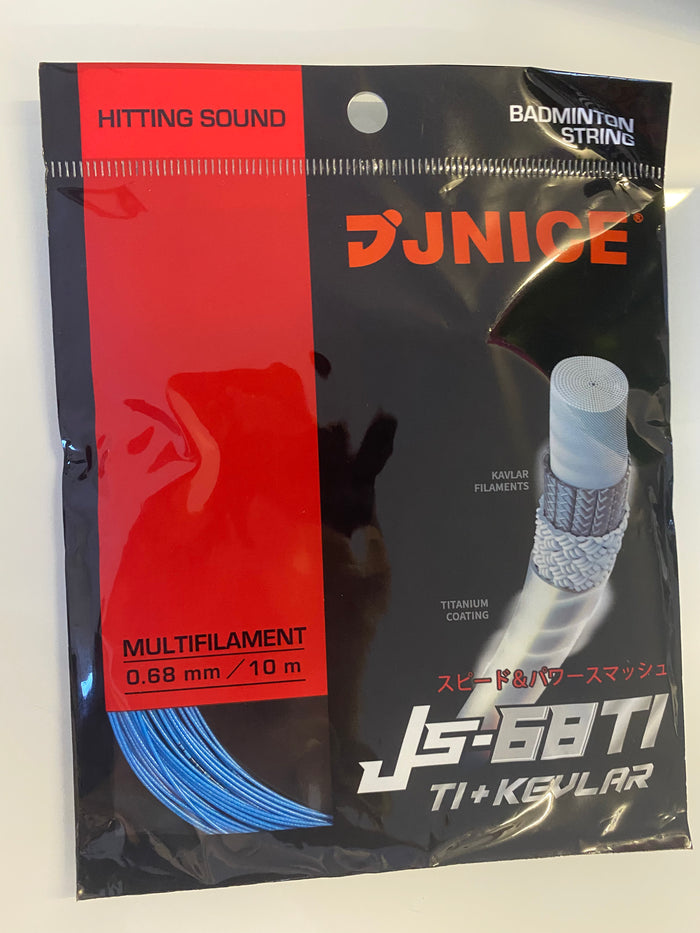 HITTING SOUND
BADMINTON
STRING
JNICE®
KAVLAR
FILAMENTS
TITANIUM
COATING
MULTIFILAMENT
0.68 mm/10 m
スピード&パワースマッシュ
JS-68TI
TI+KEVLAR